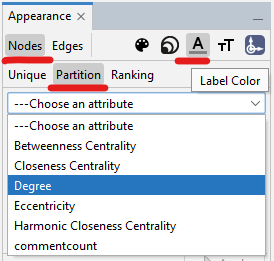 Appearance
Nodes Edges A TT
Label Color
Unique Partition Ranking
---Choose an attribute
---Choose an attribute
Betweenness Centrality
Closeness Centrality
Degree
Eccentricity
Harmonic Closeness Centrality
commentcount